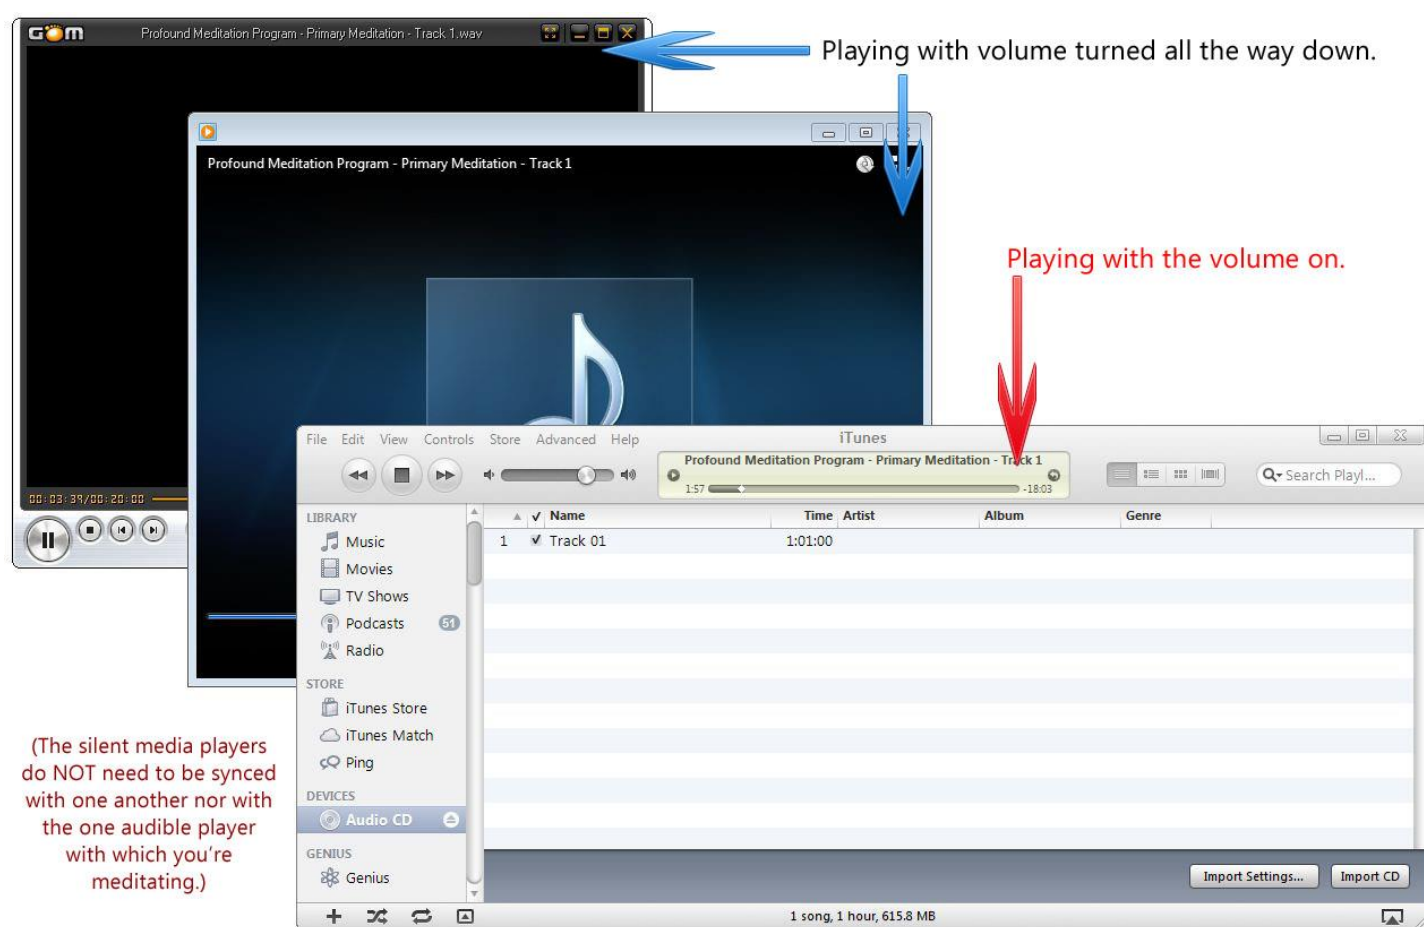 GOM
Profound Meditation Program - Primary Meditation - Track 1.wav
Playing with volume turned all the way down.
Profound Meditation Program - Primary Meditation - Track 1
Playing with the volume on.
File Edit View Controls Store Advanced Help
iTunes
Profound Meditation Program - Primary Meditation - Track 1
1:57
-18:03
Search Playl...
00:03:39/00:20:00
LIBRARY
Music
Movies
TV Shows
Podcasts 51
Radio
STORE
iTunes Store
iTunes Match
Ping
DEVICES
Audio CD
GENIUS
Genius
Name Time Artist Album Genre
1 Track 01 1:01:00
(The silent media players
do NOT need to be synced
with one another nor with
the one audible player
with which you're
meditating.)
Import Settings... Import CD
1 song, 1 hour, 615.8 MB